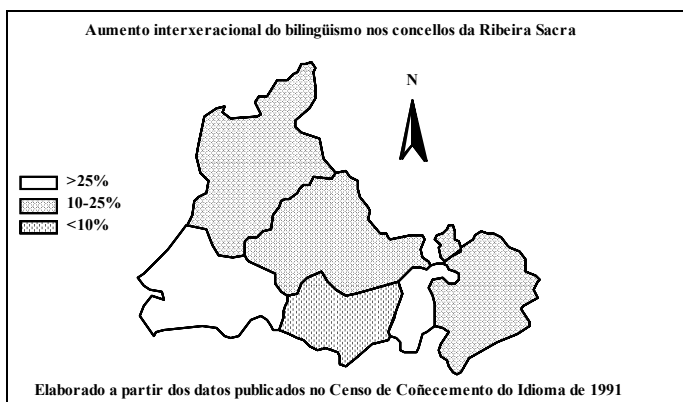 Aumento interxeracional do bilingüismo nos concellos da Ribeira Sacra
N
>25%
10-25%
<10%
Elaborado a partir dos datos publicados no Censo de Coñecemento do Idioma de 1991